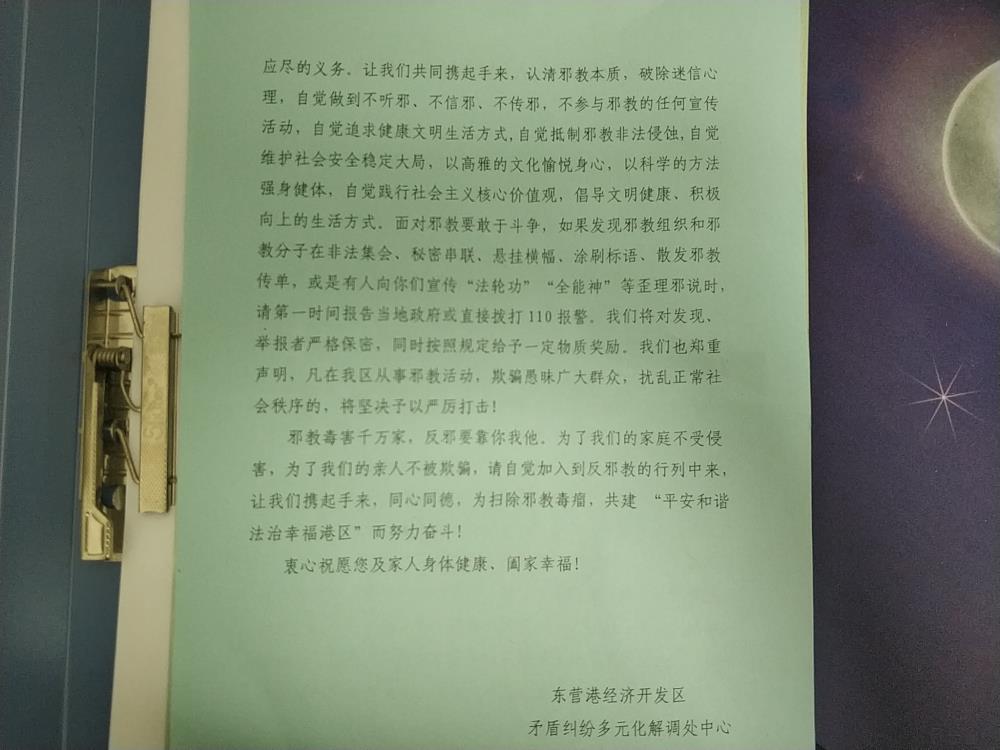 应尽的义务。让我们共同携起手来，认清邪教本质，破除迷信心
理，自觉做到不听邪、不信邪、不传邪，不参与邪教的任何宣传
活动，自觉追求健康文明生活方式,自觉抵制邪教非法侵蚀,自觉
维护社会安全稳定大局，以高雅的文化愉悦身心，以科学的方法
强身健体，自觉践行社会主义核心价值观，倡导文明健康、积极
向上的生活方式。面对邪教要敢于斗争，如果发现邪教组织和邪
教分子在非法集会、秘密串联、悬挂横幅、涂刷标语、散发邪教
传单，或是有人向你们宣传“法轮功”“全能神”等歪理邪说时，
请第一时间报告当地政府或直接拨打110报警。我们将对发现、
举报者严格保密，同时按照规定给予一定物质奖励。我们也郑重
声明，凡在我区从事邪教活动，欺骗愚昧广大群众，扰乱正常社
会秩序的，将坚决予以严厉打击！
邪教毒害千万家，反邪要靠你我他。为了我们的家庭不受侵
害，为了我们的亲人不被欺骗，请自觉加入到反邪教的行列中来，
让我们携起手来，同心同德，为扫除邪教毒瘤，共建“平安和谐
法治幸福港区”而努力奋斗！
衷心祝愿您及家人身体健康、阖家幸福！
东营港经济开发区
矛盾纠纷多元化解调处中心